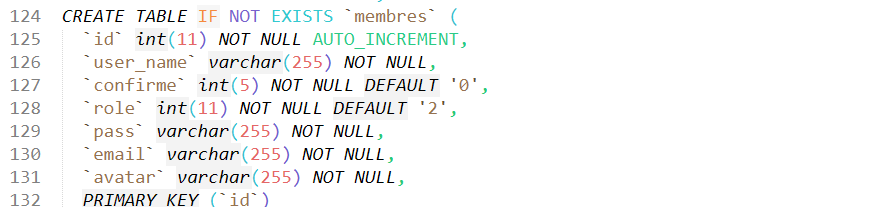 124 CREATE TABLE IF NOT EXISTS `membres` (
125 `id` int(11) NOT NULL AUTO_INCREMENT,
126 `user_name` varchar(255) NOT NULL,
127 `confirme` int(5) NOT NULL DEFAULT '0',
128 `role` int(11) NOT NULL DEFAULT '2',
129 `pass` varchar(255) NOT NULL,
130 `email` varchar(255) NOT NULL,
131 `avatar` varchar(255) NOT NULL,
132 PRIMARY KEY (`id`)